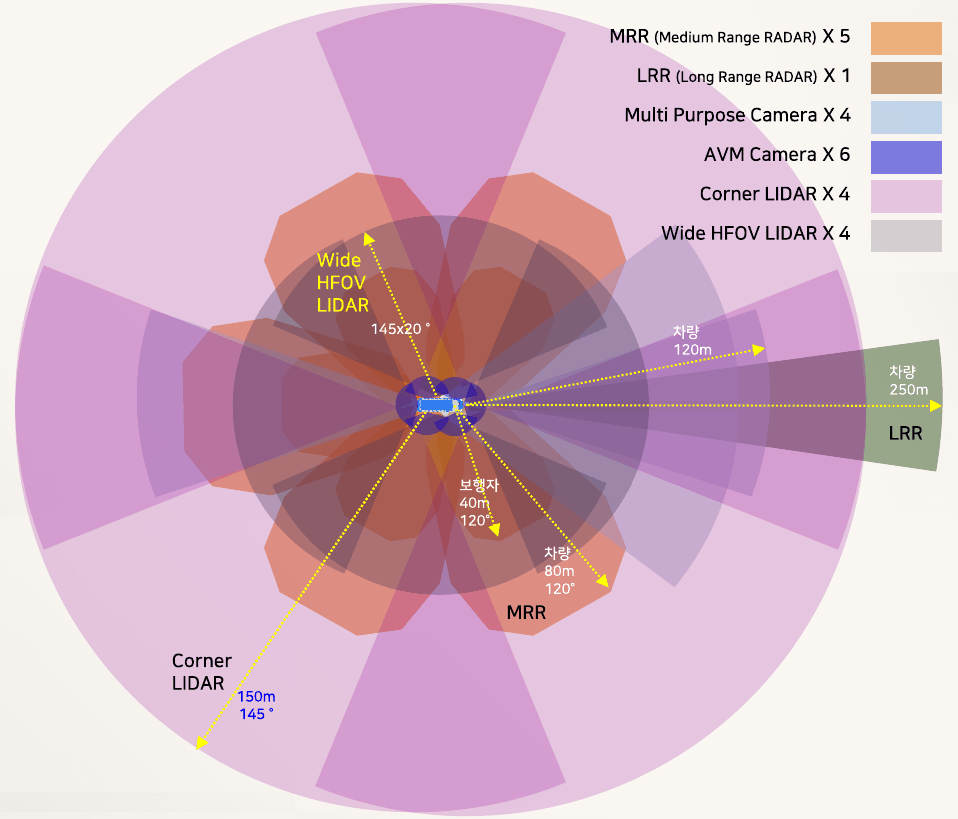 MRR (Medium Range RADAR) X 5
LRR (Long Range RADAR) X 1
Multi Purpose Camera X 4
AVM Camera X 6
Corner LIDAR X 4
Wide HFOV LIDAR X 4
Wide
HFOV
LIDAR
145x20 °
차량
120m
차량
250m
LRR
보행자
40m
120°
차량
80m
120°
MRR
Corner
LIDAR
150m
145 °